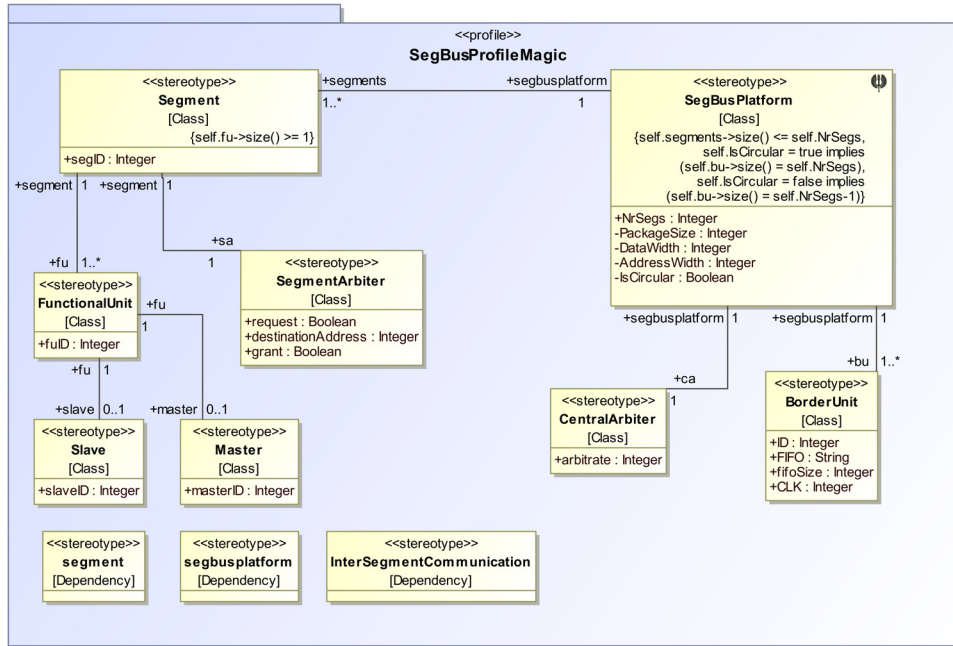 <<profile>>
SegBusProfileMagic
<<stereotype>>
Segment
[Class]
{self.fu->size() >= 1}
+segID : Integer
+segments
1..*
+segbusplatform
1
<<stereotype>>
SegBusPlatform
[Class]
{self.segments->size() <= self.NrSegs,
self.IsCircular = true implies
(self.bu->size() = self.NrSegs),
self.IsCircular = false implies
(self.bu->size() = self.NrSegs-1)}
+NrSegs : Integer
-PackageSize : Integer
-DataWidth : Integer
-AddressWidth : Integer
-IsCircular : Boolean
+segment 1
+segment 1
+sa
1
+fu 1..*
<<stereotype>>
SegmentArbiter
[Class]
+request : Boolean
+destinationAddress : Integer
+grant : Boolean
<<stereotype>>
FunctionalUnit
[Class]
+fuID : Integer
+fu
1
+fu 1
+slave 0..1
+master 0..1
+segbusplatform 1
+segbusplatform 1
+ca
1
+bu 1..*
<<stereotype>>
CentralArbiter
[Class]
+arbitrate : Integer
<<stereotype>>
BorderUnit
[Class]
+ID : Integer
+FIFO : String
+fifoSize : Integer
+CLK : Integer
<<stereotype>>
Slave
[Class]
+slaveID : Integer
<<stereotype>>
Master
[Class]
+masterID : Integer
<<stereotype>>
segment
[Dependency]
<<stereotype>>
segbusplatform
[Dependency]
<<stereotype>>
InterSegmentCommunication
[Dependency]